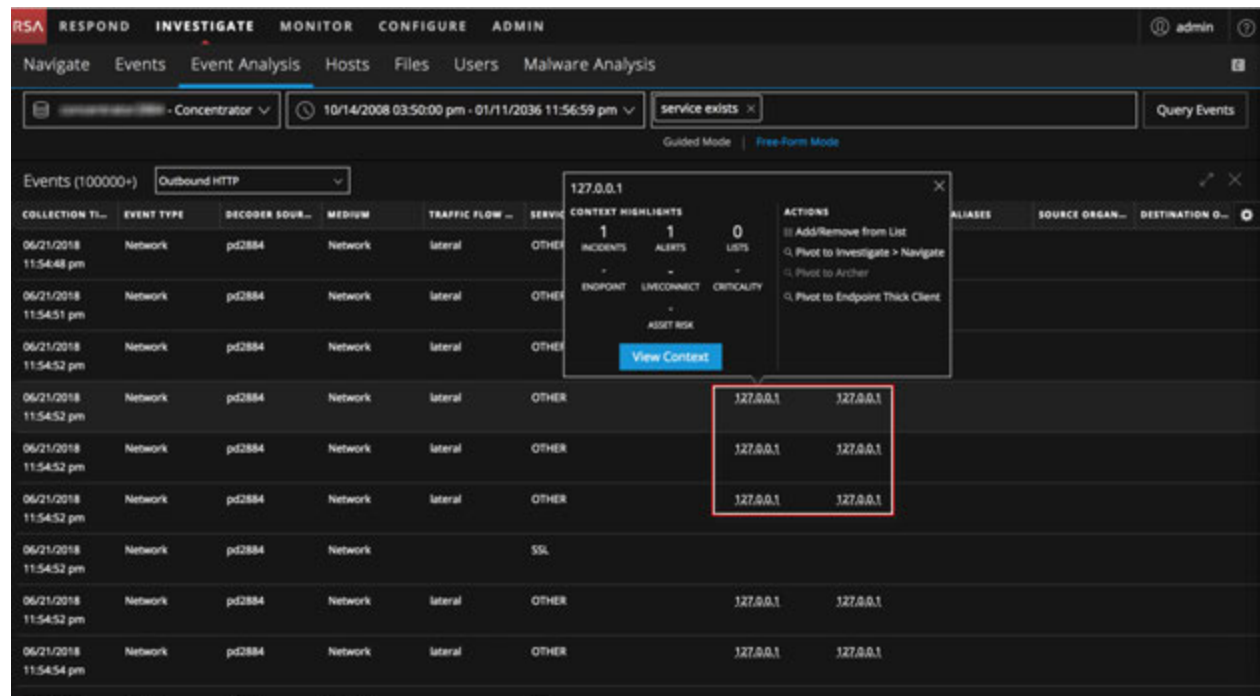 RSA RESPOND INVESTIGATE MONITOR CONFIGURE ADMIN admin ?
Navigate Events Event Analysis Hosts Files Users Malware Analysis
- Concentrator 10/14/2008 03:50:00 pm - 01/11/2036 11:56:59 pm service exists × Query Events
Guided Mode | Free-Form Mode
Events (100000+) Outbound HTTP
COLLECTION TI... EVENT TYPE DECODER SOUR... MEDIUM TRAFFIC FLOW ... SERVIC ALIASES SOURCE ORGAN... DESTINATION O...
127.0.0.1
CONTEXT HIGHLIGHTS
1 1 0
INCIDENTS ALERTS LISTS
- - -
ENDPOINT LIVECONNECT CRITICALITY
-
ASSET RISK
View Context
ACTIONS
Add/Remove from List
Pivot to Investigate > Navigate
Pivot to Archer
Pivot to Endpoint Thick Client
06/21/2018 Network pd2884 Network lateral OTHER
11:54:48 pm
06/21/2018 Network pd2884 Network lateral OTHER
11:54:51 pm
06/21/2018 Network pd2884 Network lateral OTHER
11:54:52 pm
06/21/2018 Network pd2884 Network lateral OTHER 127.0.0.1 127.0.0.1
11:54:52 pm
06/21/2018 Network pd2884 Network lateral OTHER 127.0.0.1 127.0.0.1
11:54:52 pm
06/21/2018 Network pd2884 Network lateral OTHER 127.0.0.1 127.0.0.1
11:54:52 pm
06/21/2018 Network pd2884 Network SSL
11:54:52 pm
06/21/2018 Network pd2884 Network lateral OTHER 127.0.0.1 127.0.0.1
11:54:52 pm
06/21/2018 Network pd2884 Network lateral OTHER 127.0.0.1 127.0.0.1
11:54:54 pm